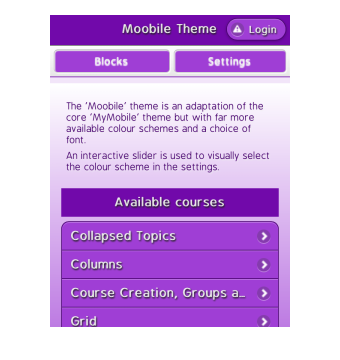 Moobile Theme
Login
Blocks
Settings
The 'Moobile' theme is an adaptation of the
core 'MyMobile' theme but with far more
available colour schemes and a choice of
font.
An interactive slider is used to visually select
the colour scheme in the settings.
Available courses
Collapsed Topics
Columns
Course Creation, Groups a...
Grid